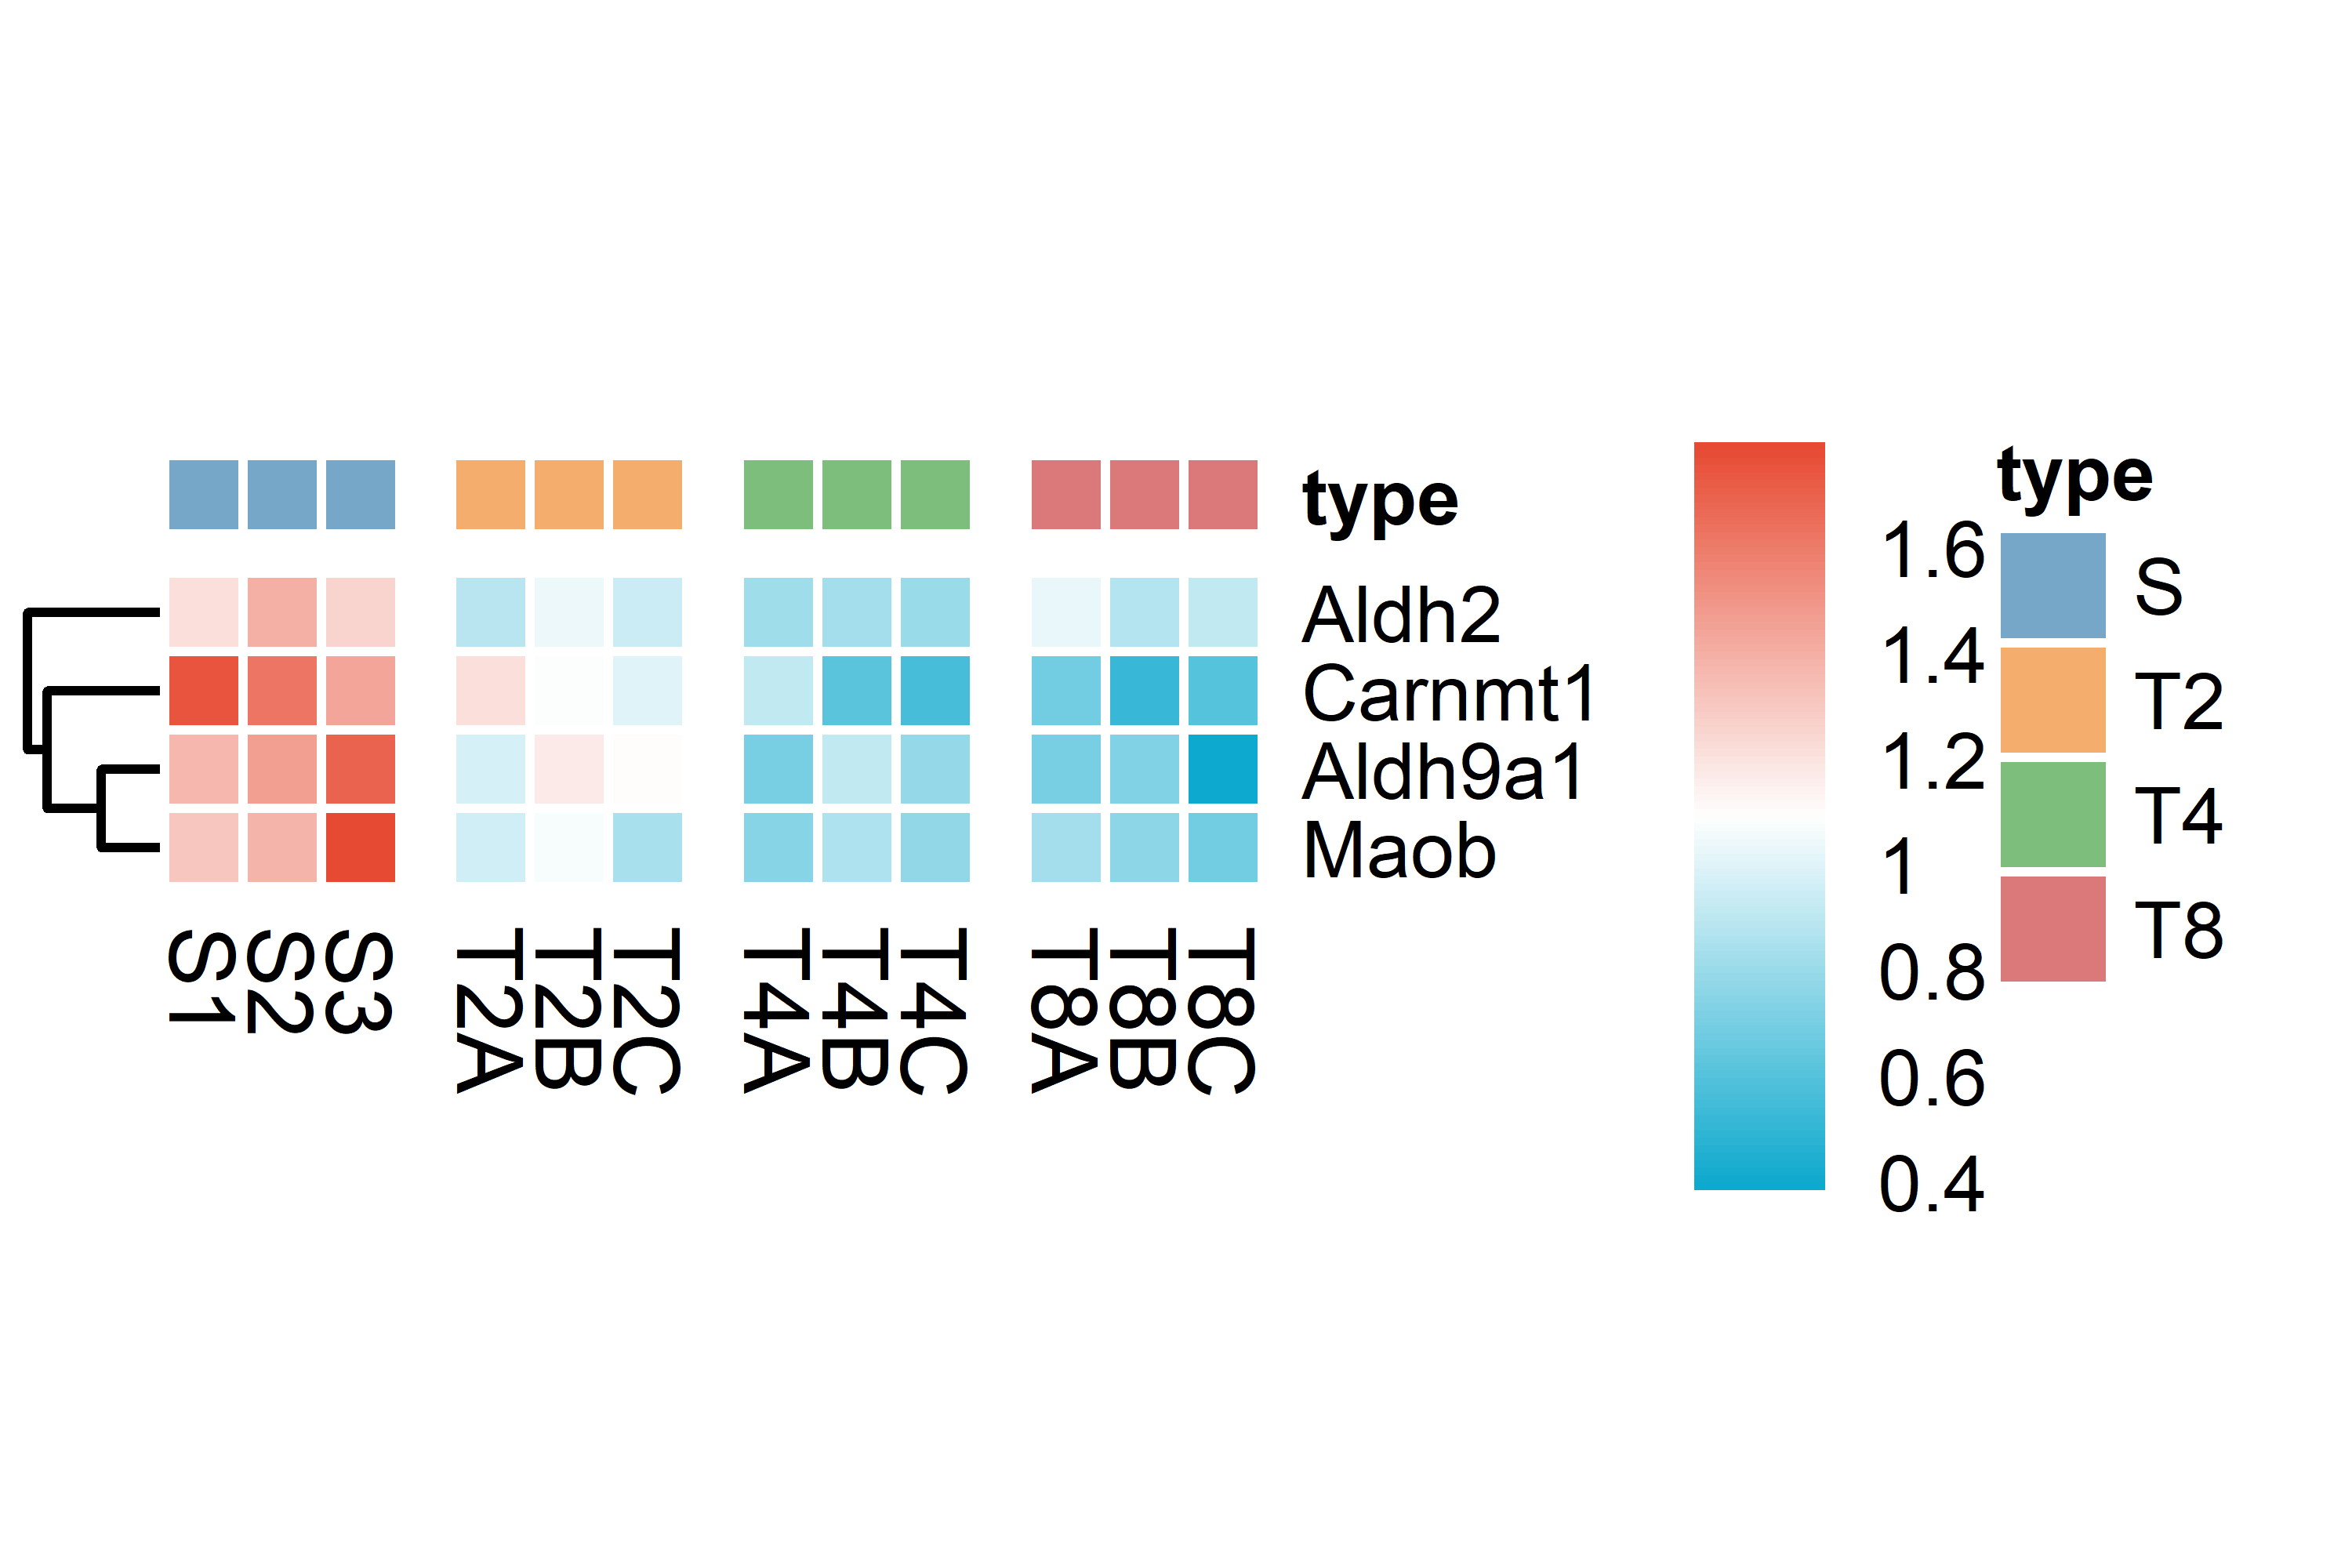 type
Aldh2
Carnmt1
Aldh9a1
Maob
S1
S2
S3
T2A
T2B
T2C
T4A
T4B
T4C
T8A
T8B
T8C
1.6
1.4
1.2
1
0.8
0.6
0.4
type
S
T2
T4
T8